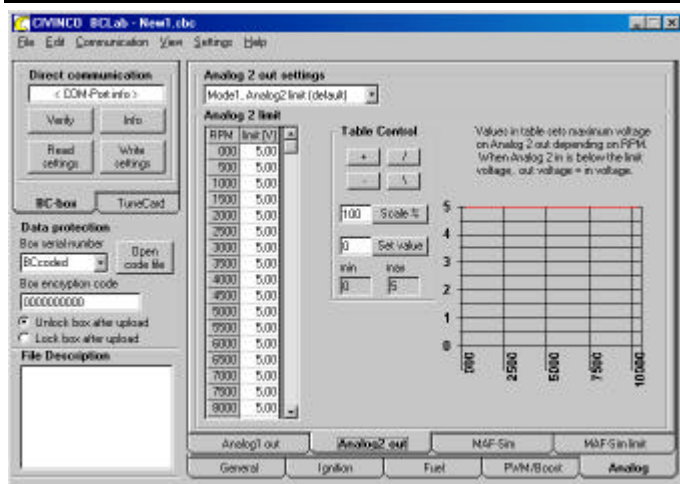 CIVINCO BCLab - New1.cbc
File Edit Communication View Settings Help
Direct communication
< COM-Port info >
Verify Info
Read settings Write settings
BC-box TuneCard
Data protection
Box serial number
BCcoded Open code file
Box encryption code
0000000000
Unlock box after upload
Lock box after upload
File Description
Analog 2 out settings
Mode1, Analog2 limit (default)
Analog 2 limit
RPM limit [V]
000 5.00
500 5.00
1000 5.00
1500 5.00
2000 5.00
2500 5.00
3000 5.00
3500 5.00
4000 5.00
4500 5.00
5000 5.00
5500 5.00
6000 5.00
6500 5.00
7000 5.00
7500 5.00
8000 5.00
Table Control
+ /
- \
100 Scale %
0 Set value
min max
0 5
Values in table sets maximum voltage
on Analog 2 out depending on RPM.
When Analog 2 in is below the limit
voltage, out voltage = in voltage.
5
4
3
2
1
0
000 2500 5000 7500 10000
Analog1 out Analog2 out MAF-Sim MAF-Sim limit
General Ignition Fuel PWM/Boost Analog